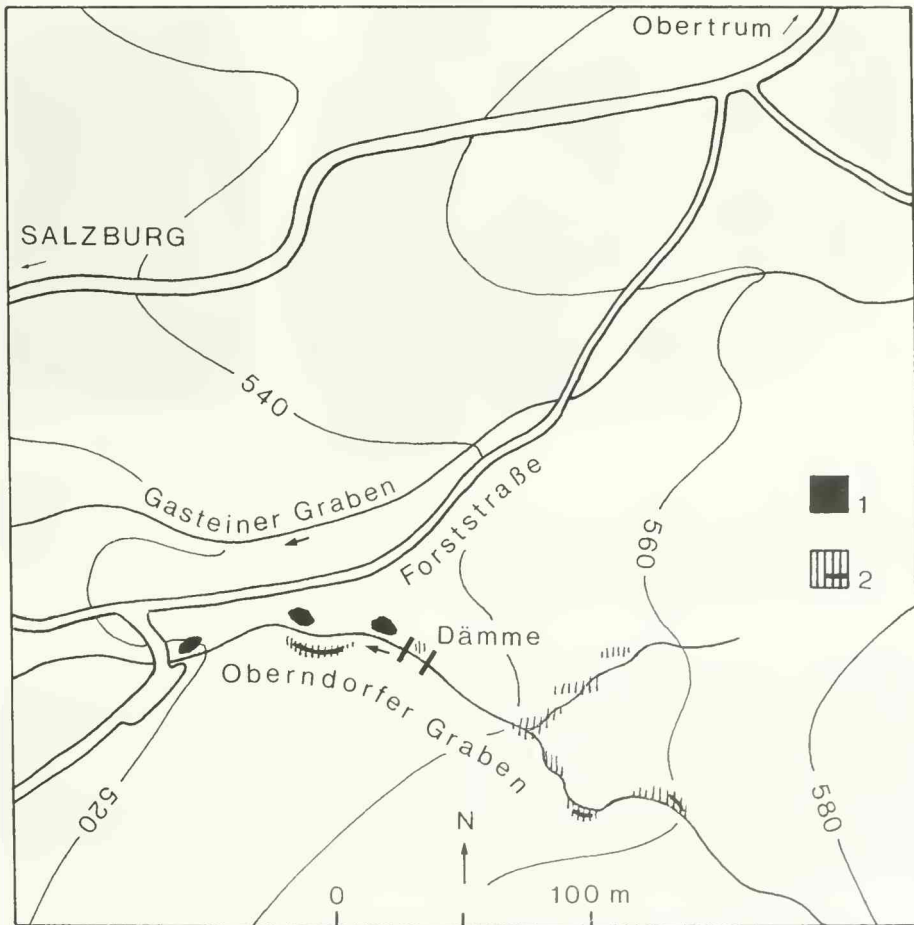 Obertrum
SALZBURG
540
Gasteiner Graben
Forststraße
1
560
2
Dämme
Oberndorfer Graben
520
580
N
0 100 m